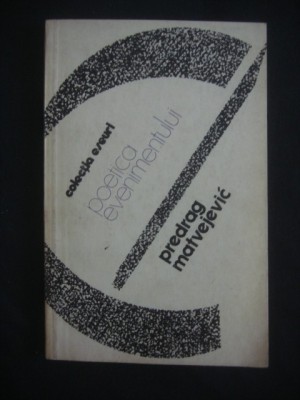 colecția eseuri
poetica
evenimentului
predrag
matvejević